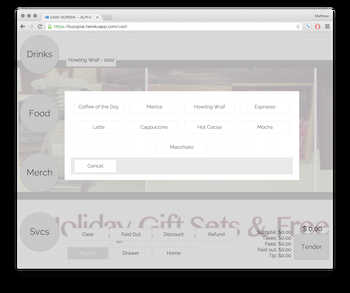 CASH SCREEN – ALPHA
Matthew
https://buzzpos.herokuapp.com/cash
Drinks
Howling Wolf - 1002
Coffee of the Day
Merica
Howling Wolf
Espresso
Latte
Cappuccino
Hot Cocoa
Mocha
Macchiato
Cancel
Food
Merch
Svcs
Holiday Gift Sets & Free
Clear
Paid Out
Discount
Refund
Drawer
Home
Subtotal: $0.00
Taxes: $0.00
Fees: $0.00
Paid out: $0.00
Tip: $0.00
$ 0.00
Tender